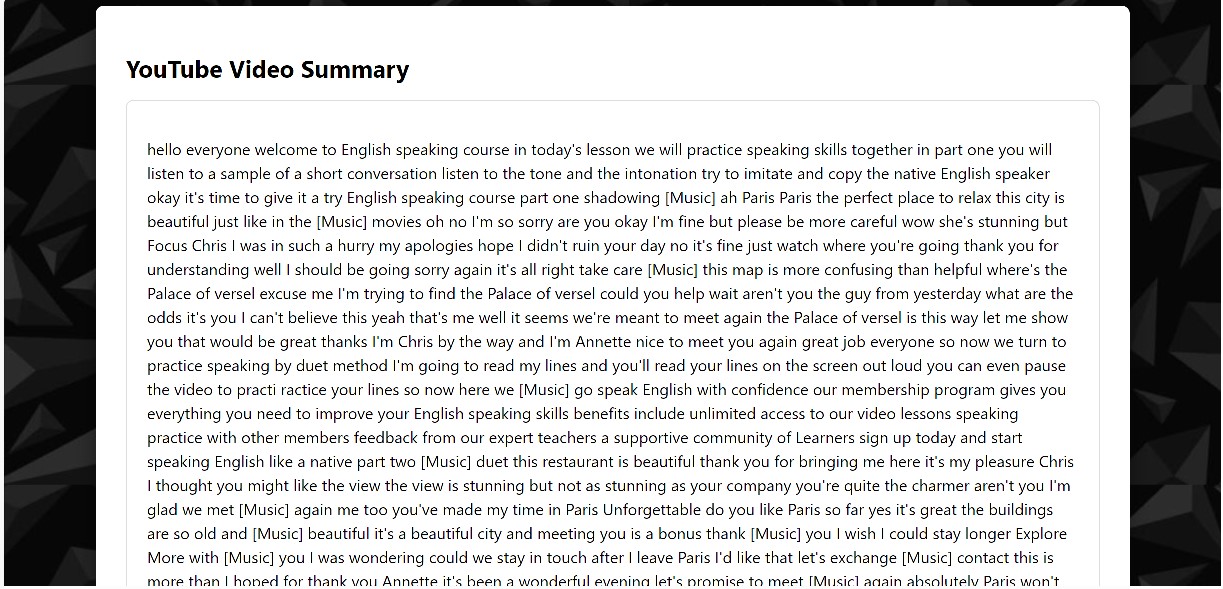 YouTube Video Summary
hello everyone welcome to English speaking course in today's lesson we will practice speaking skills together in part one you will
listen to a sample of a short conversation listen to the tone and the intonation try to imitate and copy the native English speaker
okay it's time to give it a try English speaking course part one shadowing [Music] ah Paris Paris the perfect place to relax this city is
beautiful just like in the [Music] movies oh no I'm so sorry are you okay I'm fine but please be more careful wow she's stunning but
Focus Chris I was in such a hurry my apologies hope I didn't ruin your day no it's fine just watch where you're going thank you for
understanding well I should be going sorry again it's all right take care [Music] this map is more confusing than helpful where's the
Palace of versel excuse me I'm trying to find the Palace of versel could you help wait aren't you the guy from yesterday what are the
odds it's you I can't believe this yeah that's me well it seems we're meant to meet again the Palace of versel is this way let me show
you that would be great thanks I'm Chris by the way and I'm Annette nice to meet you again great job everyone so now we turn to
practice speaking by duet method I'm going to read my lines and you'll read your lines on the screen out loud you can even pause
the video to practi ractice your lines so now here we [Music] go speak English with confidence our membership program gives you
everything you need to improve your English speaking skills benefits include unlimited access to our video lessons speaking
practice with other members feedback from our expert teachers a supportive community of Learners sign up today and start
speaking English like a native part two [Music] duet this restaurant is beautiful thank you for bringing me here it's my pleasure Chris
I thought you might like the view the view is stunning but not as stunning as your company you're quite the charmer aren't you I'm
glad we met [Music] again me too you've made my time in Paris Unforgettable do you like Paris so far yes it's great the buildings
are so old and [Music] beautiful it's a beautiful city and meeting you is a bonus thank [Music] you I wish I could stay longer Explore
More with [Music] you I was wondering could we stay in touch after I leave Paris I'd like that let's exchange [Music] contact this is
more than I hoped for thank you Annette it's been a wonderful evening let's promise to meet [Music] again absolutely Paris won't